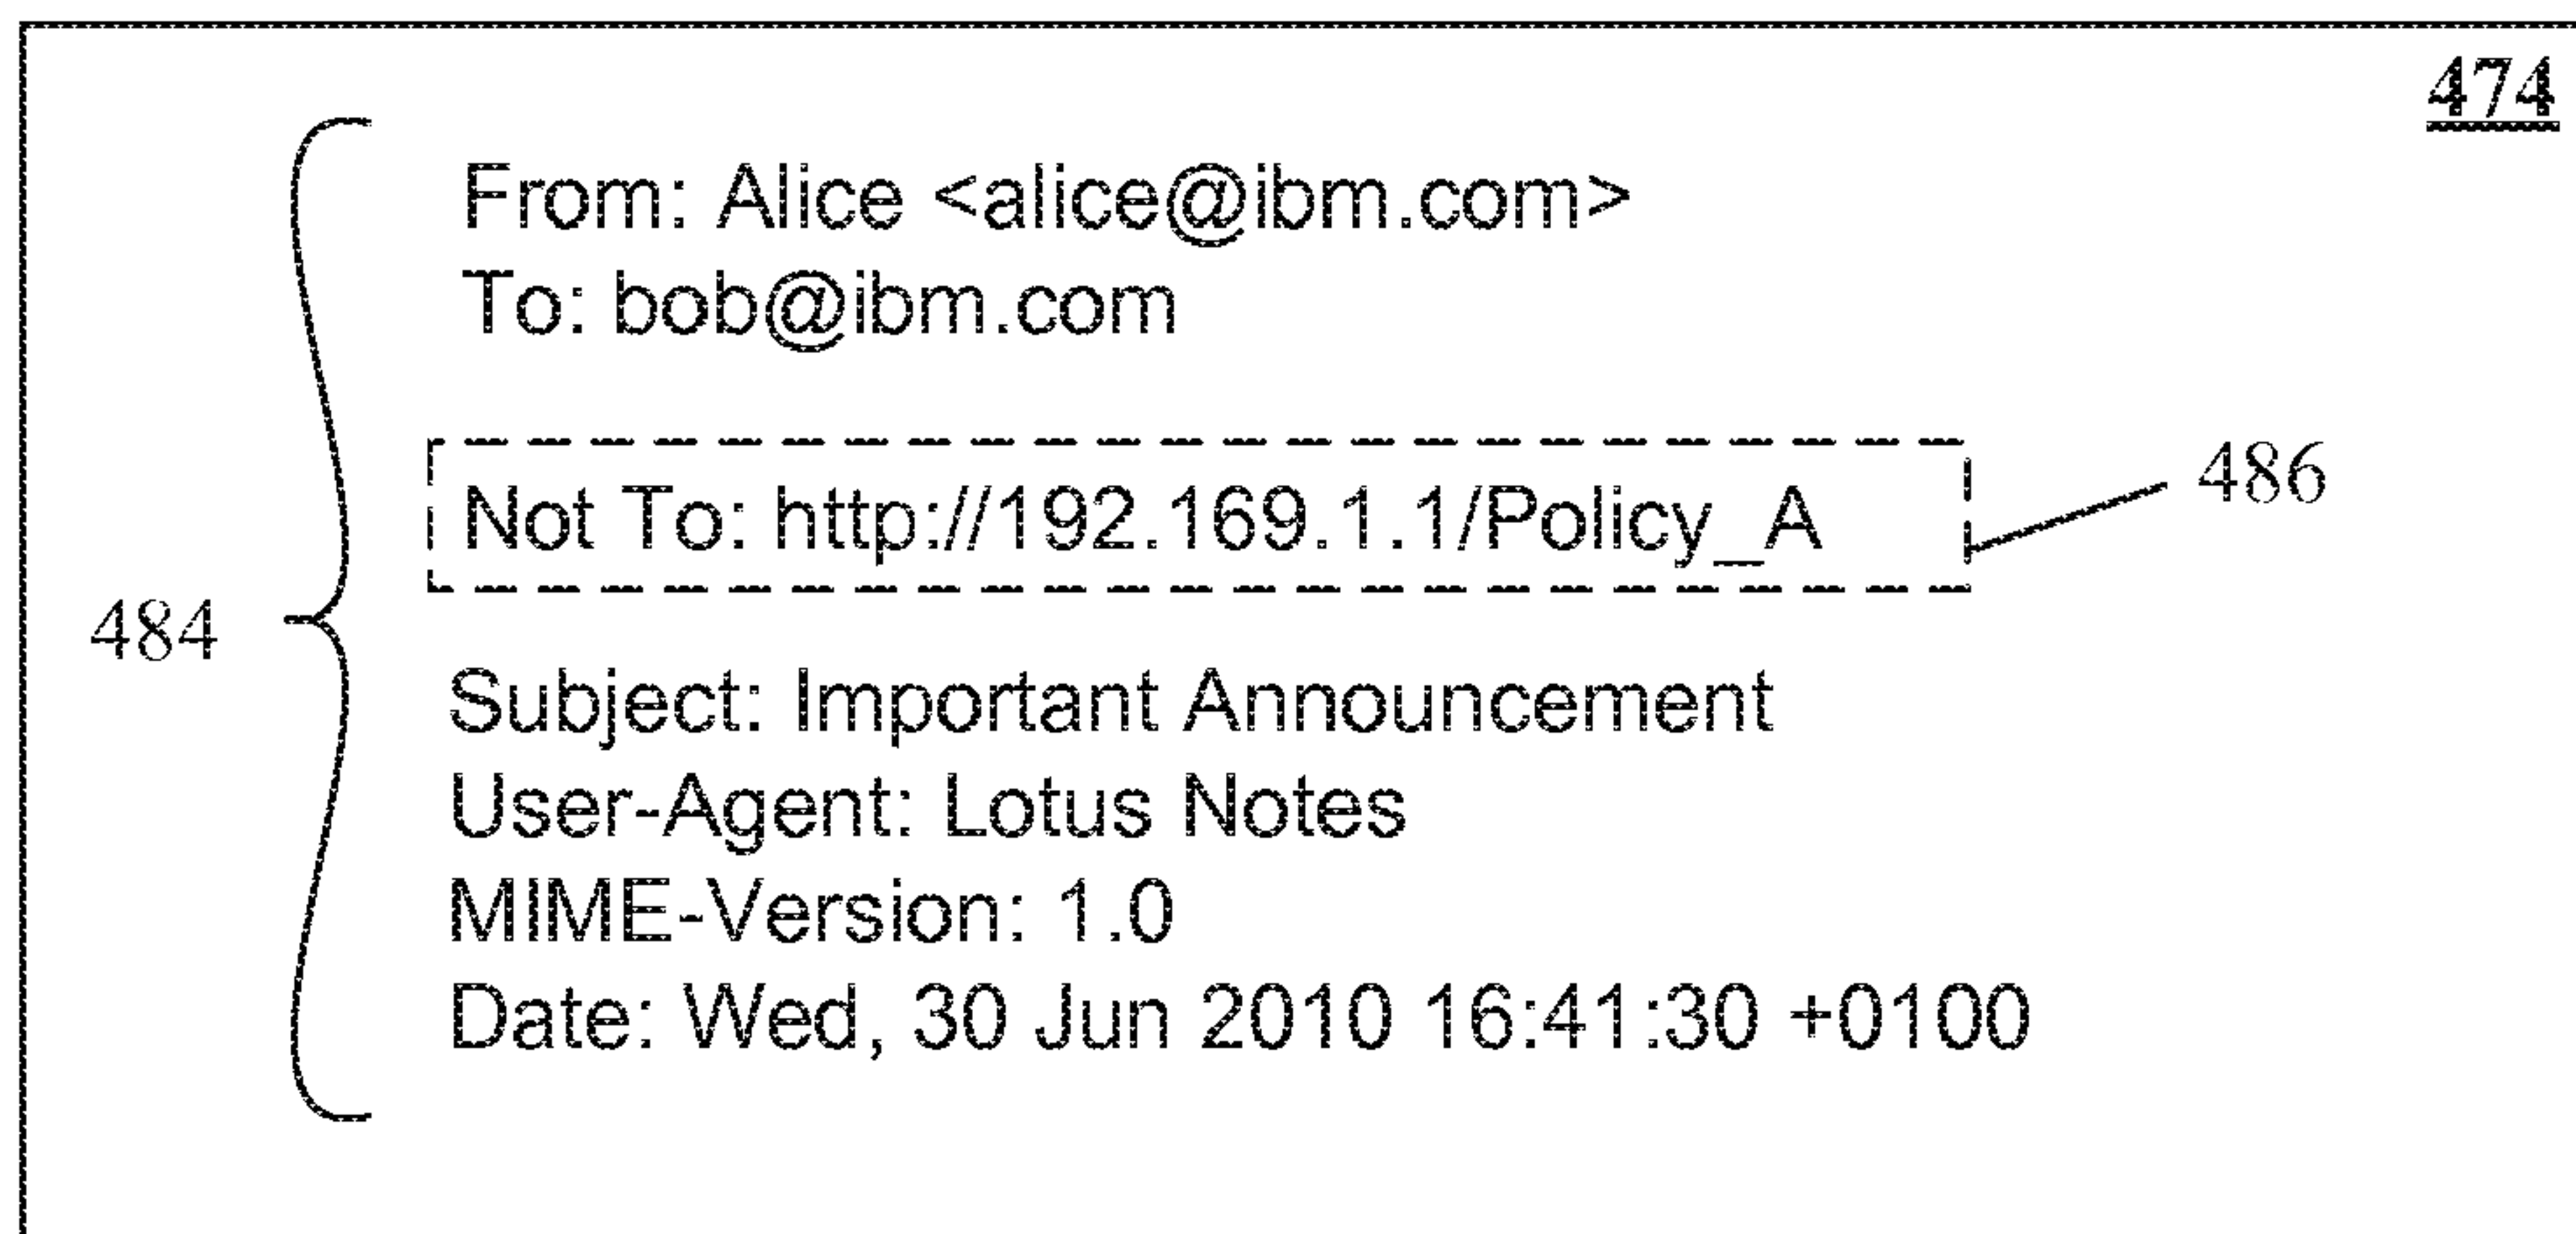 474
From: Alice <alice@ibm.com>
To: bob@ibm.com
Not To: http://192.169.1.1/Policy_A
486
484
Subject: Important Announcement
User-Agent: Lotus Notes
MIME-Version: 1.0
Date: Wed, 30 Jun 2010 16:41:30 +0100